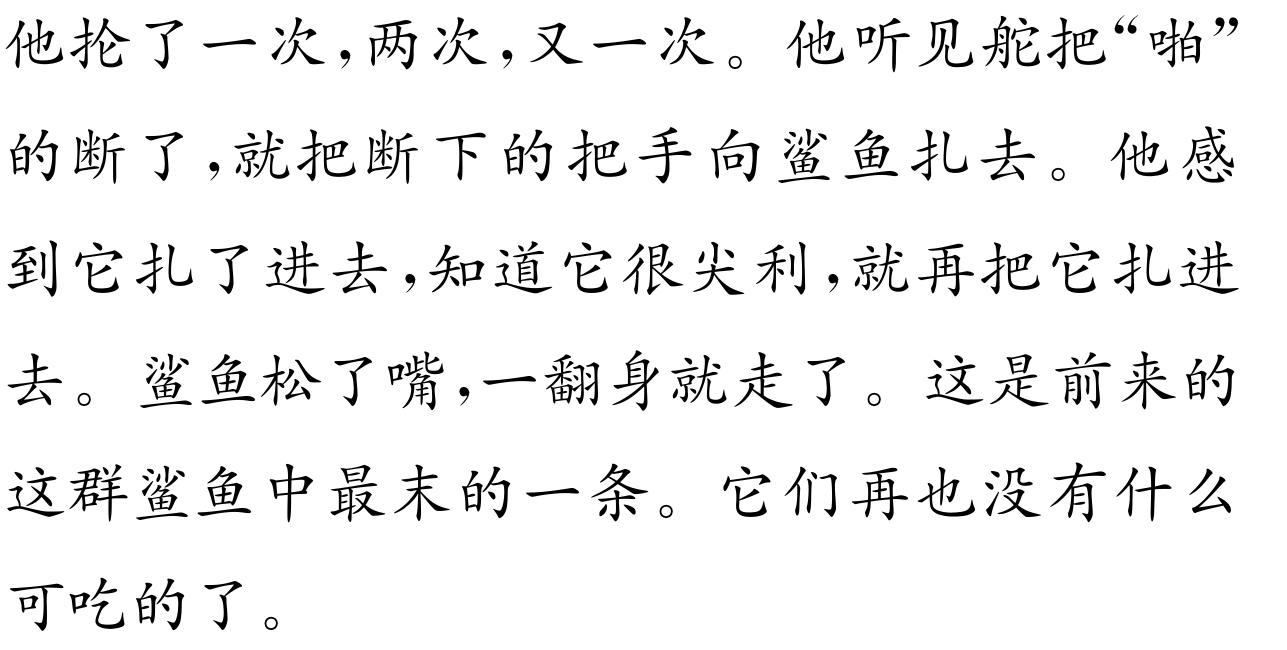 他抡了一次,两次,又一次。他听见舵把“啪”
的断了,就把断下的把手向鲨鱼扎去。他感
到它扎了进去,知道它很尖利,就再把它扎进
去。鲨鱼松了嘴,一翻身就走了。这是前来的
这群鲨鱼中最末的一条。它们再也没有什么
可吃的了。